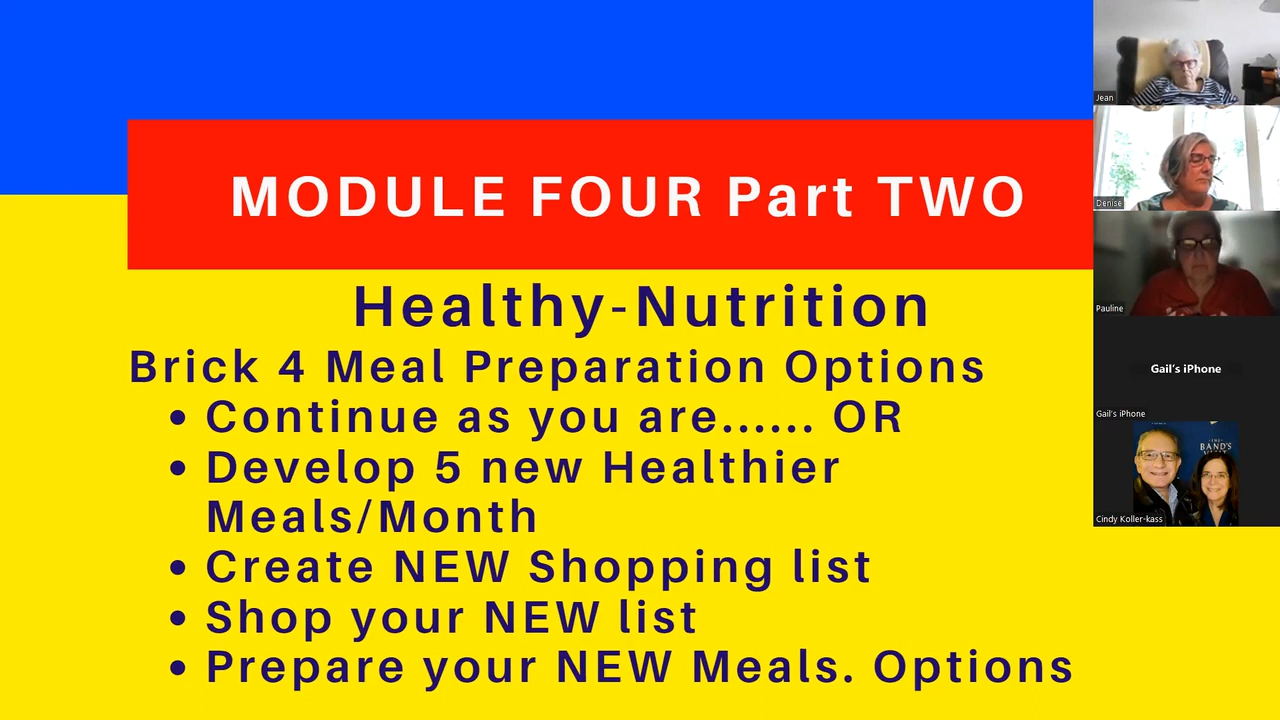 MODULE FOUR Part TWO
Healthy-Nutrition
Brick 4 Meal Preparation Options
• Continue as you are...... OR
• Develop 5 new Healthier
Meals/Month
• Create NEW Shopping list
• Shop your NEW list
• Prepare your NEW Meals. Options
Jean
Denise
Pauline
Gail's iPhone
Gail's iPhone
THE
BAND'S
Cindy Koller-kass